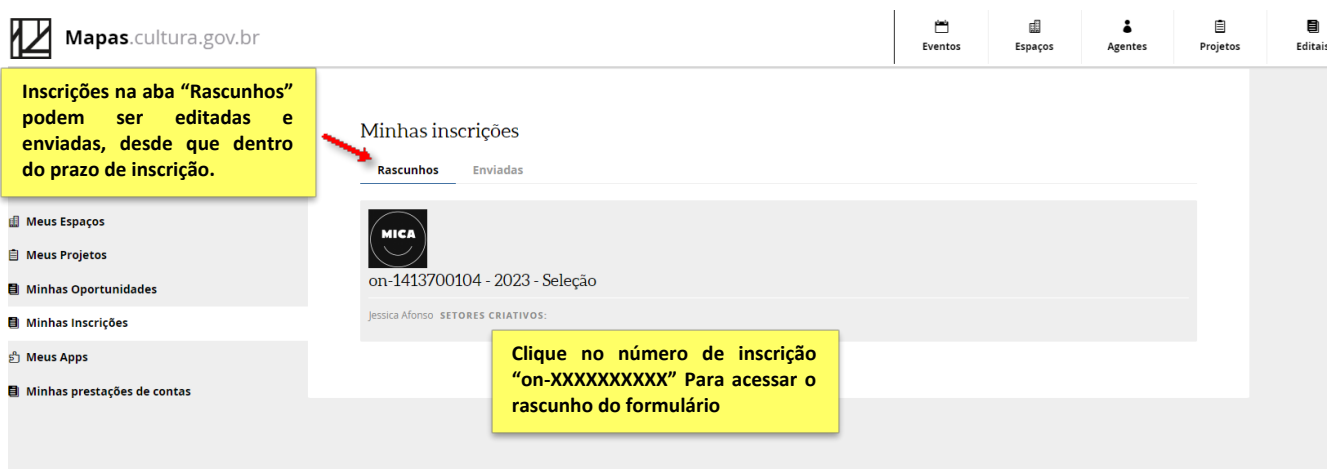 Mapas.cultura.gov.br
Eventos
Espaços
Agentes
Projetos
Editais
Inscrições na aba “Rascunhos”
podem ser editadas e
enviadas, desde que dentro
do prazo de inscrição.
Minhas inscrições
Rascunhos Enviadas
Meus Espaços
Meus Projetos
Minhas Oportunidades
Minhas Inscrições
Meus Apps
Minhas prestações de contas
MICA
on-1413700104 - 2023 - Seleção
Jessica Afonso SETORES CRIATIVOS:
Clique no número de inscrição
“on-XXXXXXXXXX” Para acessar o
rascunho do formulário